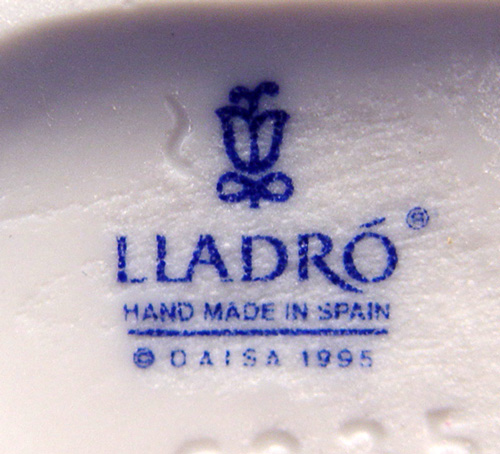 LLADRÓ ®
HAND MADE IN SPAIN
© DAISA 1995